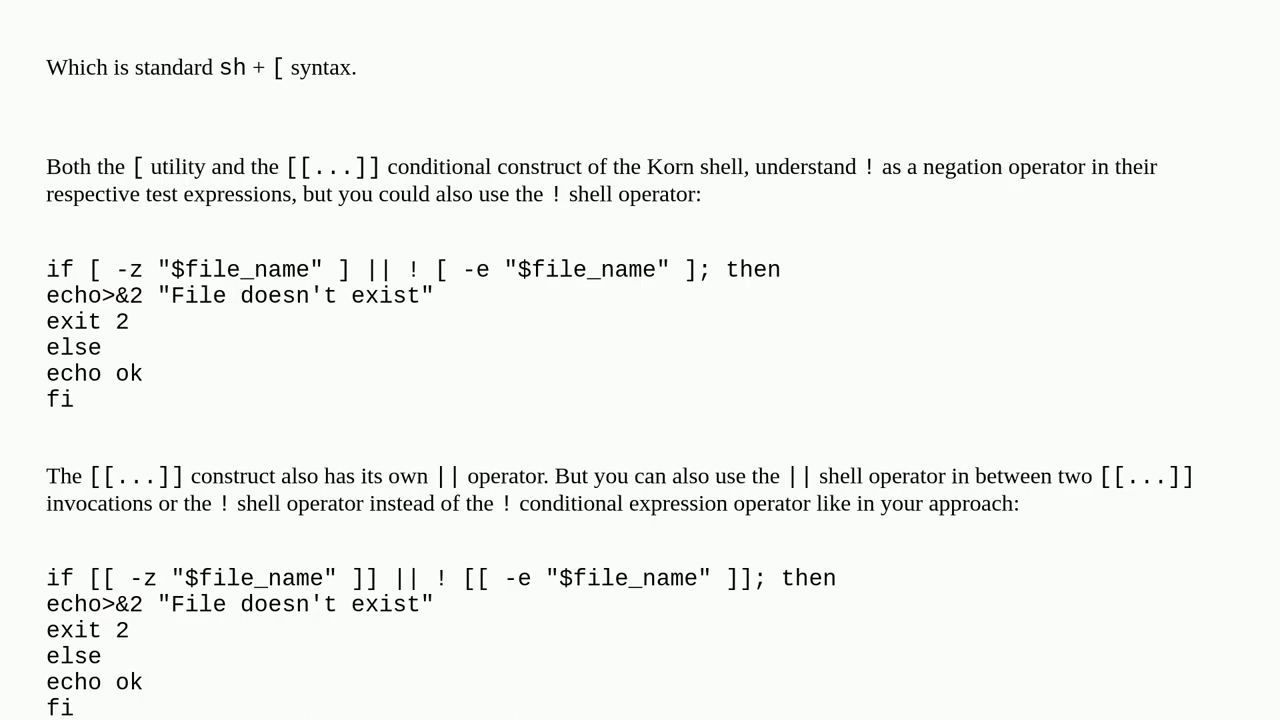 Which is standard sh + [ syntax.
Both the [ utility and the [[...]] conditional construct of the Korn shell, understand ! as a negation operator in their
respective test expressions, but you could also use the ! shell operator:
if [ -z "$file_name" ] || ! [ -e "$file_name" ]; then
echo>&2 "File doesn't exist"
exit 2
else
echo ok
fi
The [[...]] construct also has its own || operator. But you can also use the || shell operator in between two [[...]]
invocations or the ! shell operator instead of the ! conditional expression operator like in your approach:
if [[ -z "$file_name" ]] || ! [[ -e "$file_name" ]]; then
echo>&2 "File doesn't exist"
exit 2
else
echo ok
fi